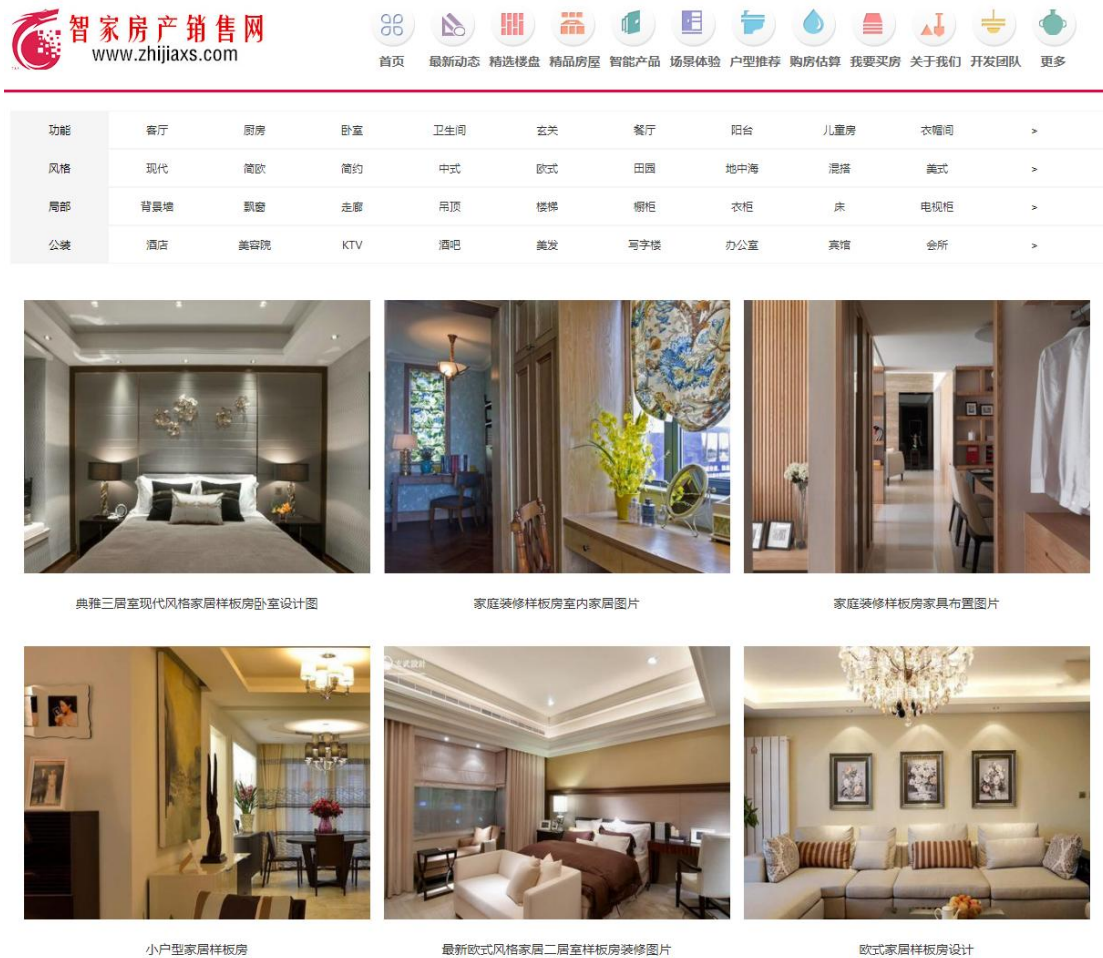 智家房产销售网
www.zhijiaxs.com
首页 最新动态 精选楼盘 精品房屋 智能产品 场景体验 户型推荐 购房估算 我要买房 关于我们 开发团队 更多
功能 客厅 厨房 卧室 卫生间 玄关 餐厅 阳台 儿童房 衣帽间 >
风格 现代 简欧 简约 中式 欧式 田园 地中海 混搭 美式 >
局部 背景墙 飘窗 走廊 吊顶 楼梯 橱柜 衣柜 床 电视柜 >
公装 酒店 美容院 KTV 酒吧 美发 写字楼 办公室 宾馆 会所 >
典雅三居室现代风格家居样板房卧室设计图 家庭装修样板房室内家居图片 家庭装修样板房家具布置图片
玄武設計
小户型家居样板房 最新欧式风格家居二居室样板房装修图片 欧式家居样板房设计